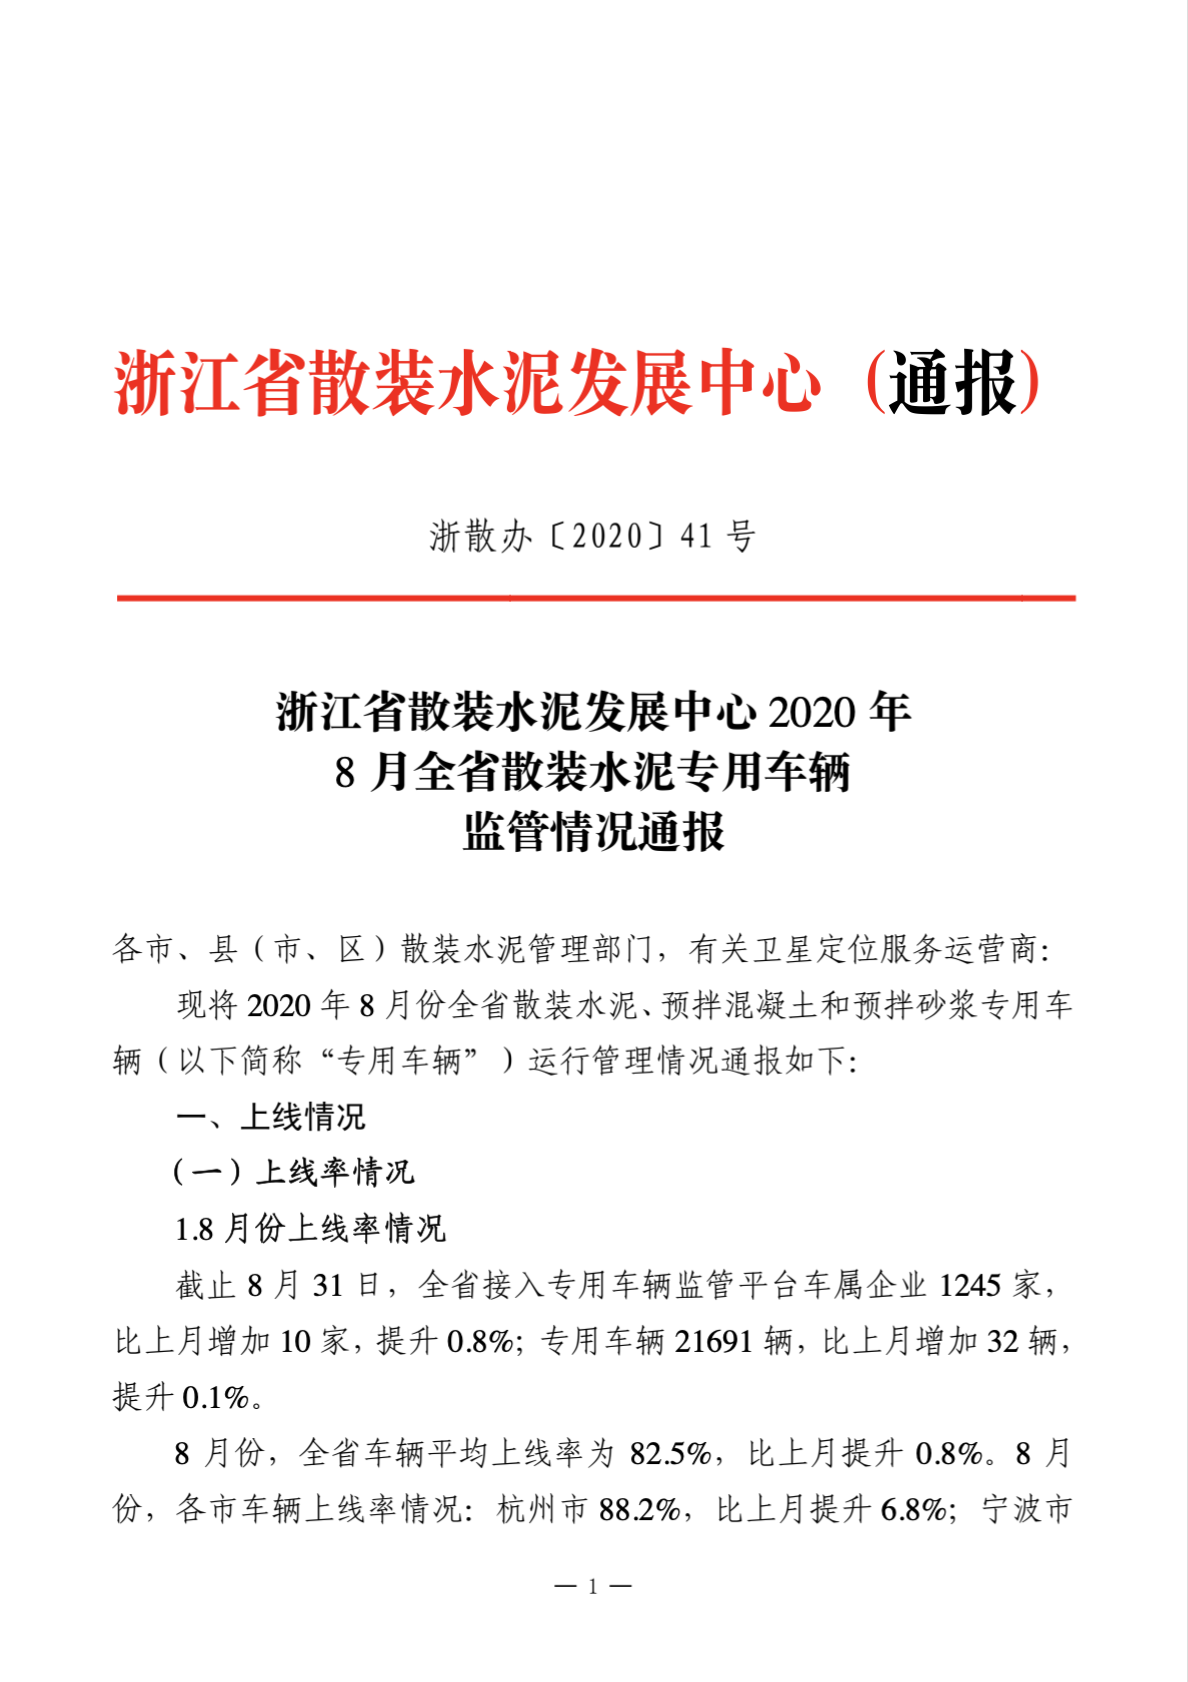 浙江省散装水泥发展中心（通报）
浙散办〔2020〕41 号
浙江省散装水泥发展中心 2020 年
8 月全省散装水泥专用车辆
监管情况通报
各市、县（市、区）散装水泥管理部门，有关卫星定位服务运营商：
现将 2020 年 8 月份全省散装水泥、预拌混凝土和预拌砂浆专用车
辆（以下简称“专用车辆”）运行管理情况通报如下：
一、上线情况
（一）上线率情况
1.8 月份上线率情况
截止 8 月 31 日，全省接入专用车辆监管平台车属企业 1245 家，
比上月增加 10 家，提升 0.8%；专用车辆 21691 辆，比上月增加 32 辆，
提升 0.1%。
8 月份，全省车辆平均上线率为 82.5%，比上月提升 0.8%。8 月
份，各市车辆上线率情况：杭州市 88.2%，比上月提升 6.8%；宁波市
— 1 —